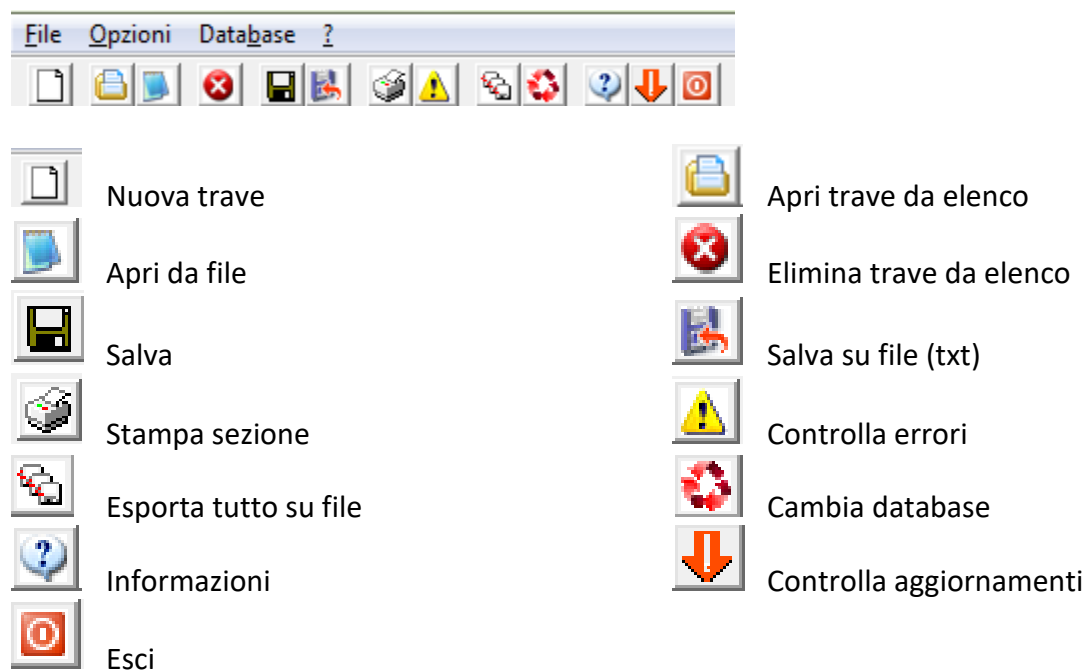 File Opzioni Database ?
Nuova trave
Apri trave da elenco
Apri da file
Elimina trave da elenco
Salva
Salva su file (txt)
Stampa sezione
Controlla errori
Esporta tutto su file
Cambia database
Informazioni
Controlla aggiornamenti
Esci